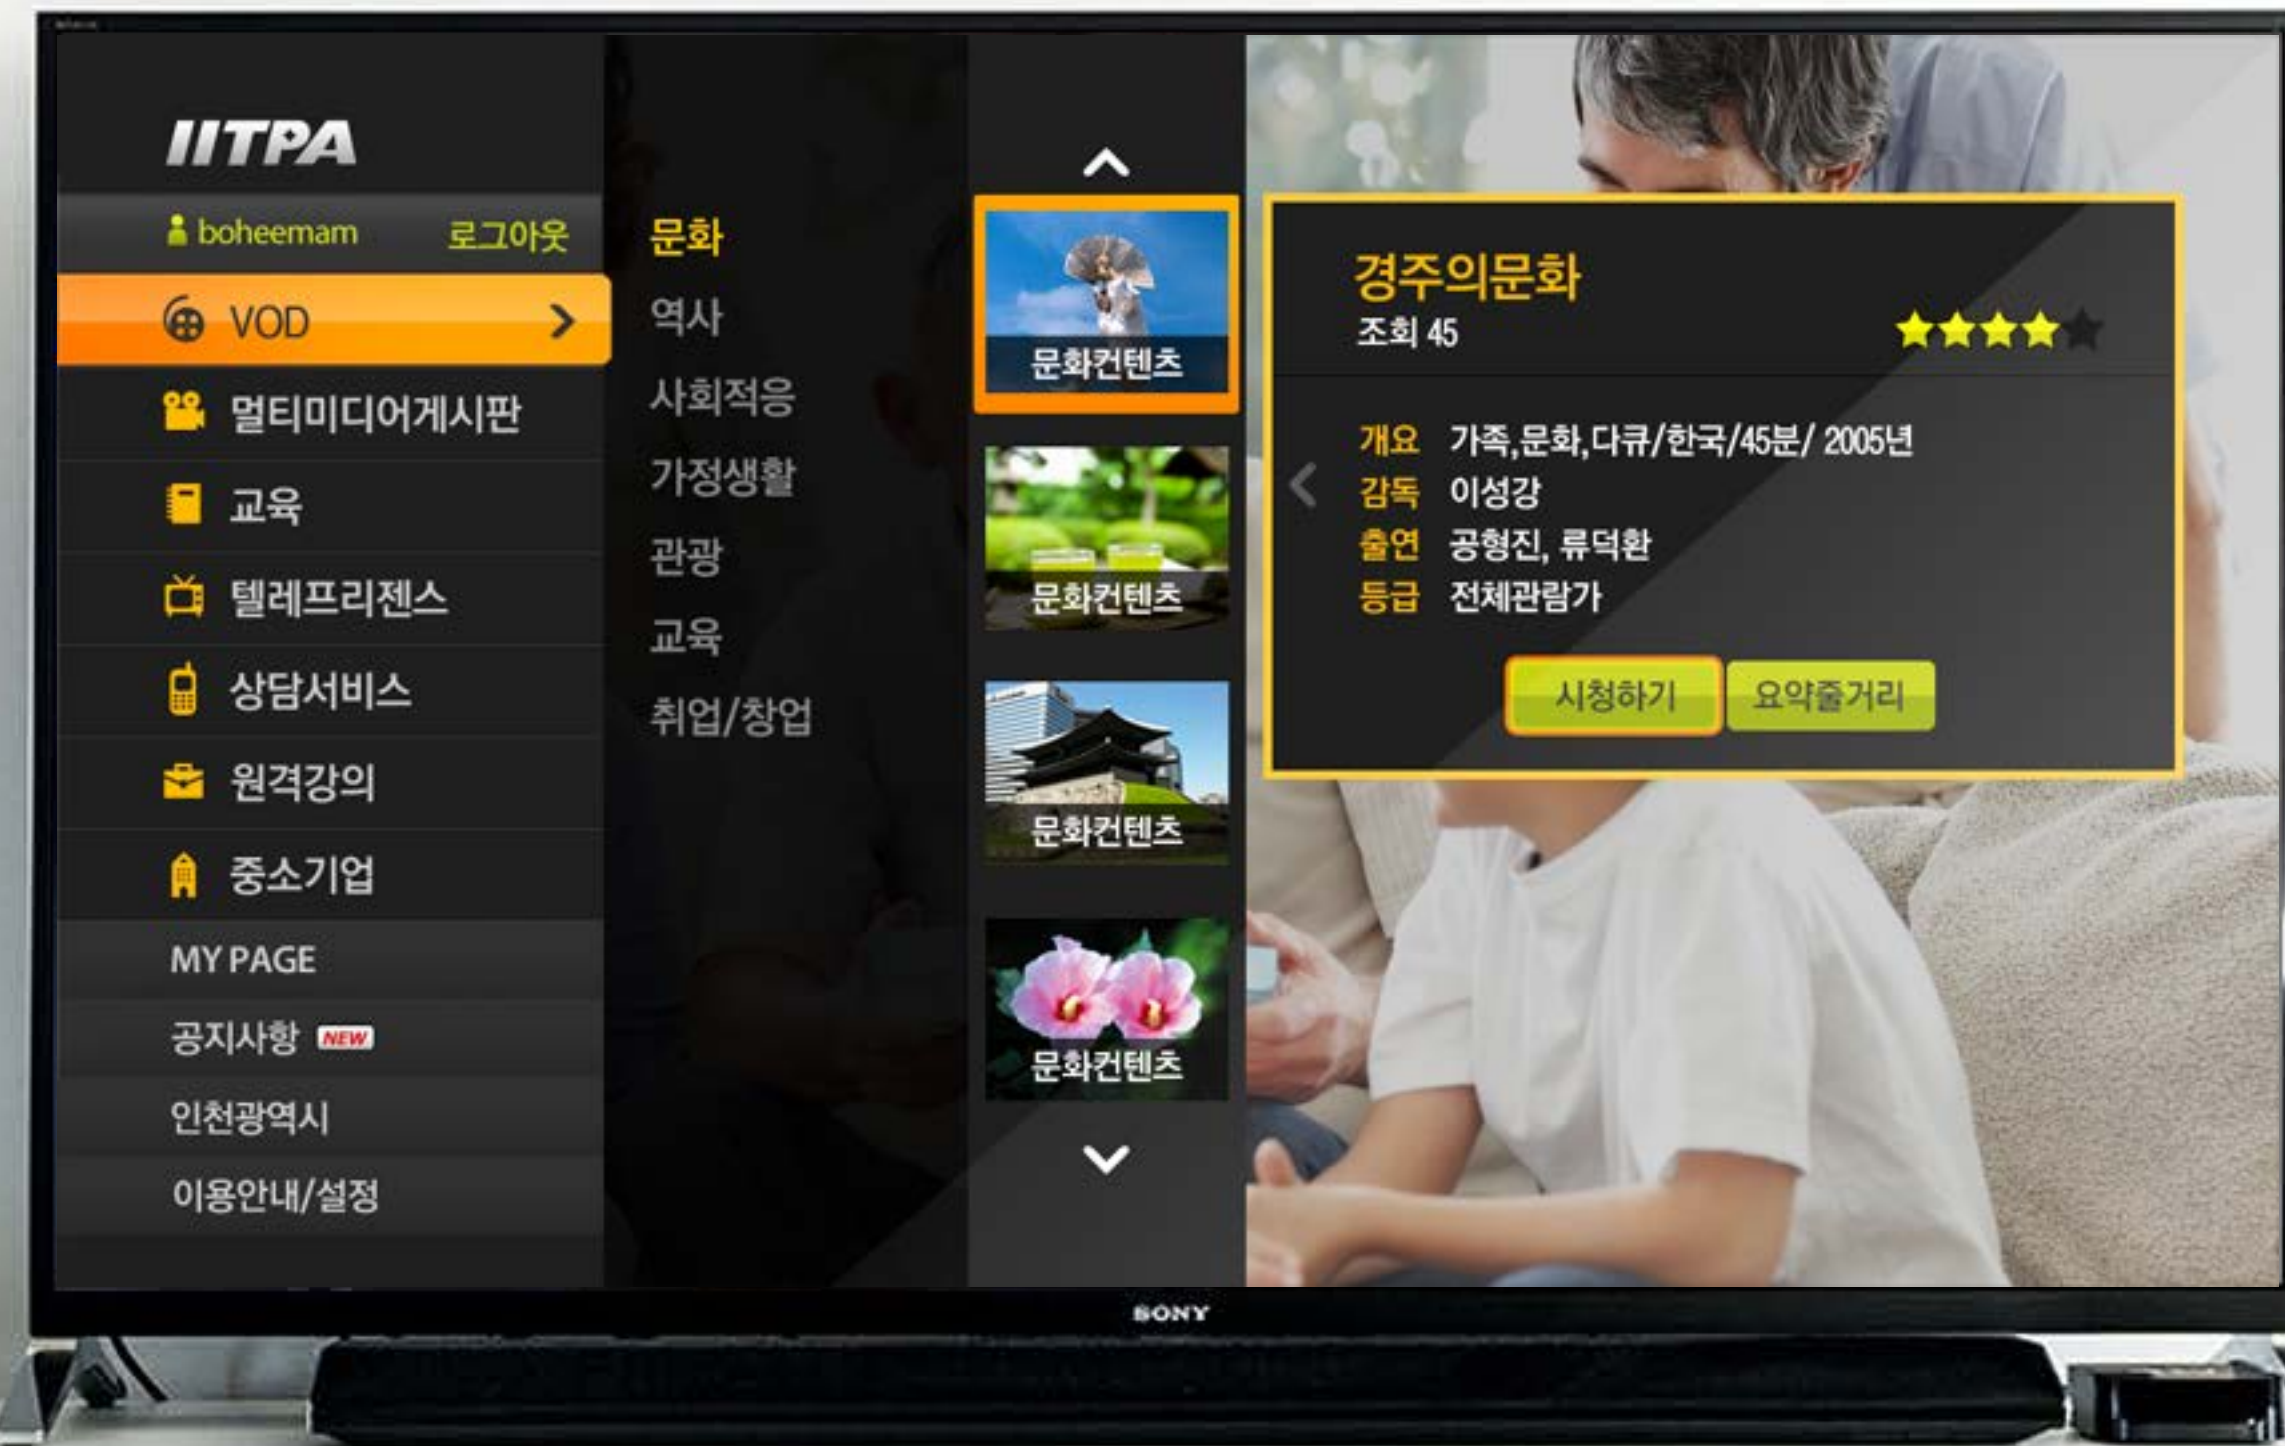 IITPA
boheemam 로그아웃
VOD
멀티미디어게시판
교육
텔레프리젠스
상담서비스
원격강의
중소기업
MY PAGE
공지사항 NEW
인천광역시
이용안내/설정
문화
역사
사회적응
가정생활
관광
교육
취업/창업
문화컨텐츠
문화컨텐츠
문화컨텐츠
문화컨텐츠
경주의문화
조회 45
개요 가족,문화,다큐/한국/45분/ 2005년
감독 이성강
출연 공형진, 류덕환
등급 전체관람가
시청하기 요약줄거리
SONY